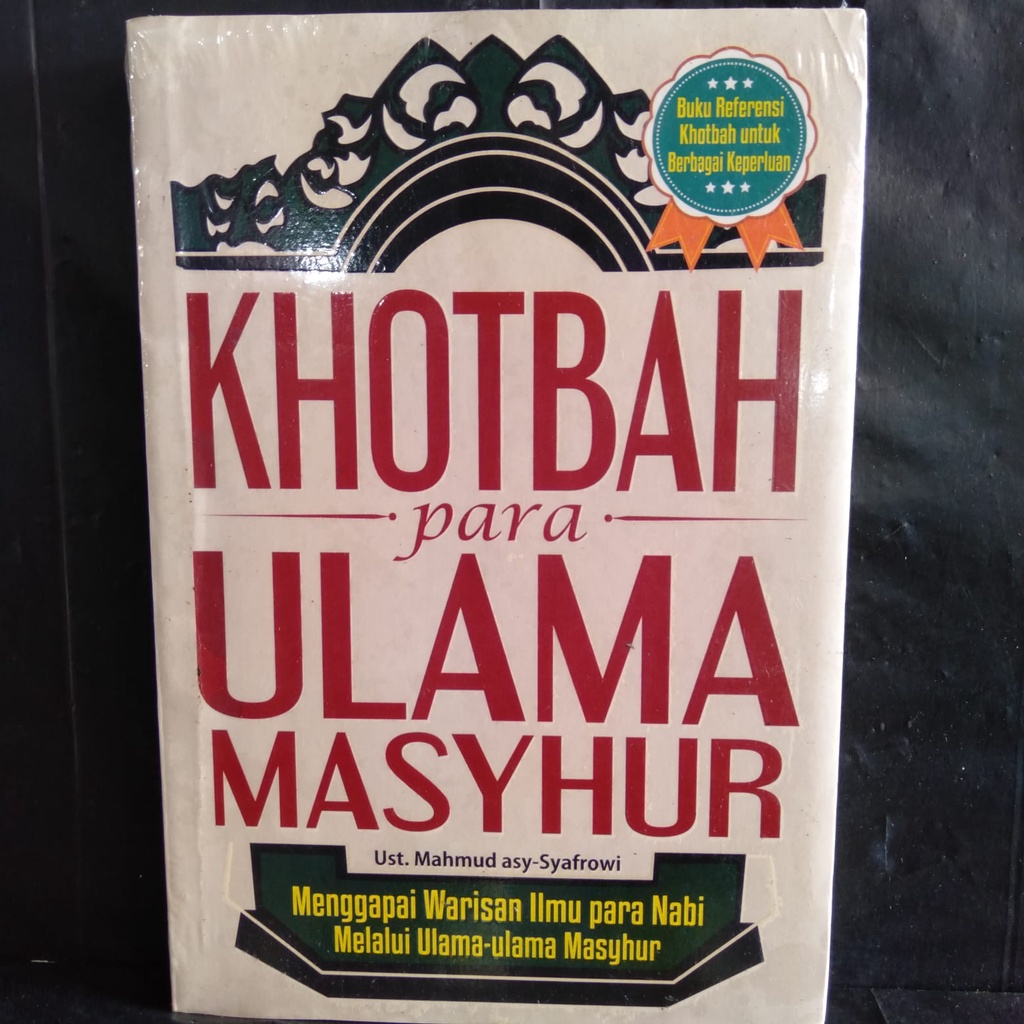 Buku Referensi
Khotbah untuk
Berbagai Keperluan
KHOTBAH
para
ULAMA
MASYHUR
Ust. Mahmud asy-Syafrowi
Menggapai Warisan Ilmu para Nabi
Melalui Ulama-ulama Masyhur